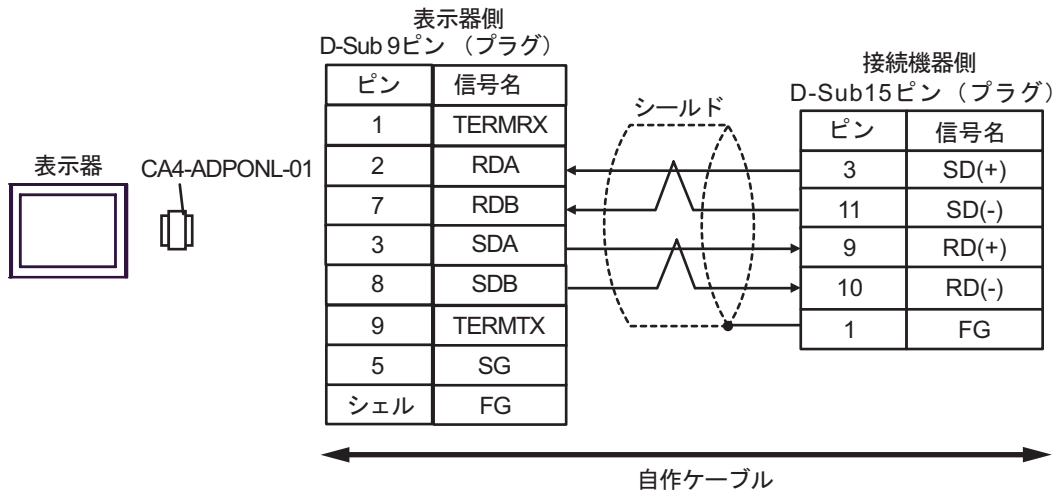 表示器側
D-Sub 9ピン （プラグ）
接続機器側
D-Sub15ピン（プラグ）
シールド
表示器
CA4-ADPONL-01
ピン 信号名
1 TERMRX
2 RDA
7 RDB
3 SDA
8 SDB
9 TERMTX
5 SG
シェル FG
ピン 信号名
3 SD(+)
11 SD(-)
9 RD(+)
10 RD(-)
1 FG
自作ケーブル